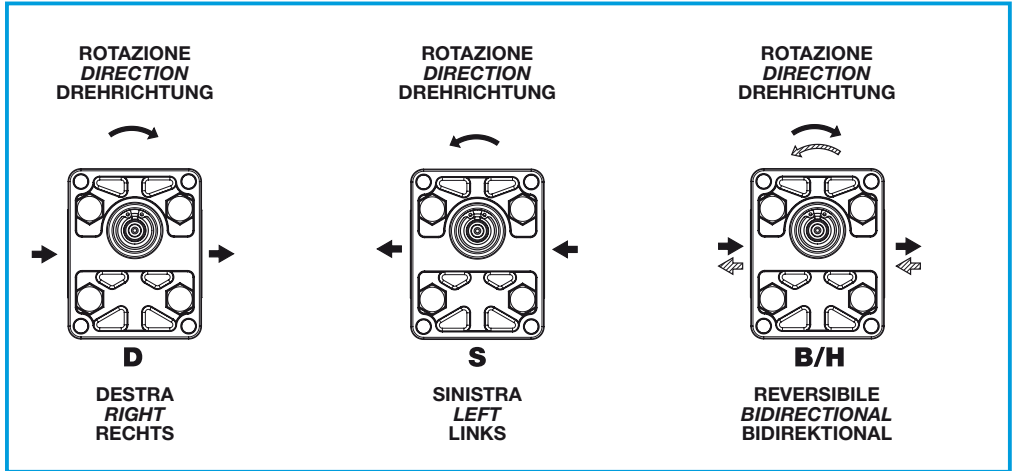 ROTAZIONE
DIRECTION
DREHRICHTUNG
D
DESTRA
RIGHT
RECHTS
ROTAZIONE
DIRECTION
DREHRICHTUNG
S
SINISTRA
LEFT
LINKS
ROTAZIONE
DIRECTION
DREHRICHTUNG
B/H
REVERSIBILE
BIDIRECTIONAL
BIDIREKTIONAL